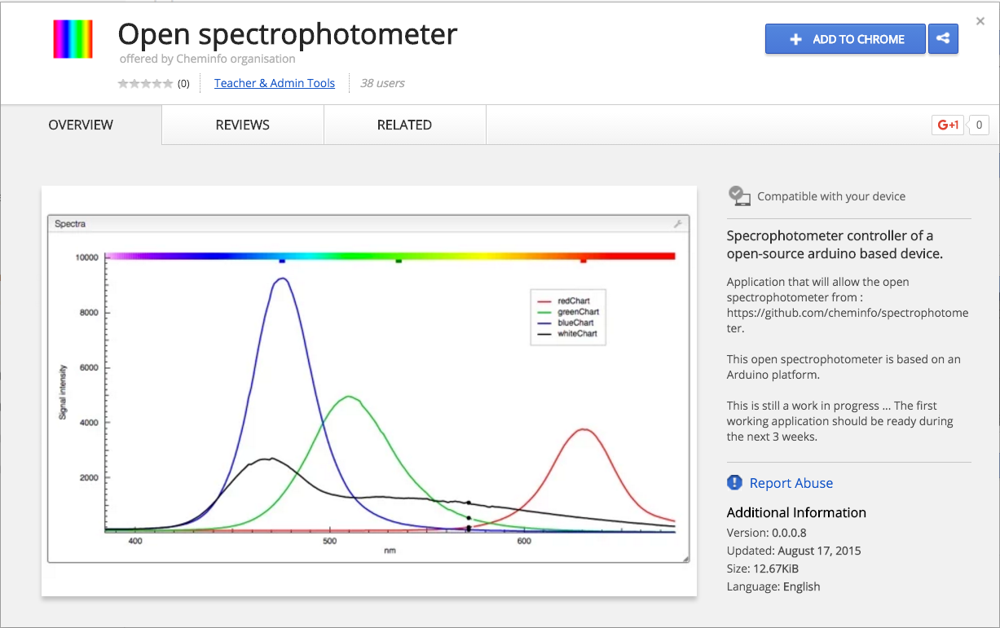 Open spectrophotometer
offered by Cheminfo organisation
(0)
Teacher & Admin Tools
38 users
ADD TO CHROME
OVERVIEW
REVIEWS
RELATED
G+1
0
Spectra
10000
8000
6000
4000
2000
Signal intensity
400
500
600
nm
redChart
greenChart
blueChart
whiteChart
Compatible with your device
Specrophotometer controller of a
open-source arduino based device.
Application that will allow the open
spectrophotometer from :
https://github.com/cheminfo/spectrophotome
ter.
This open spectrophotometer is based on an
Arduino platform.
This is still a work in progress ... The first
working application should be ready during
the next 3 weeks.
Report Abuse
Additional Information
Version: 0.0.0.8
Updated: August 17, 2015
Size: 12.67KiB
Language: English